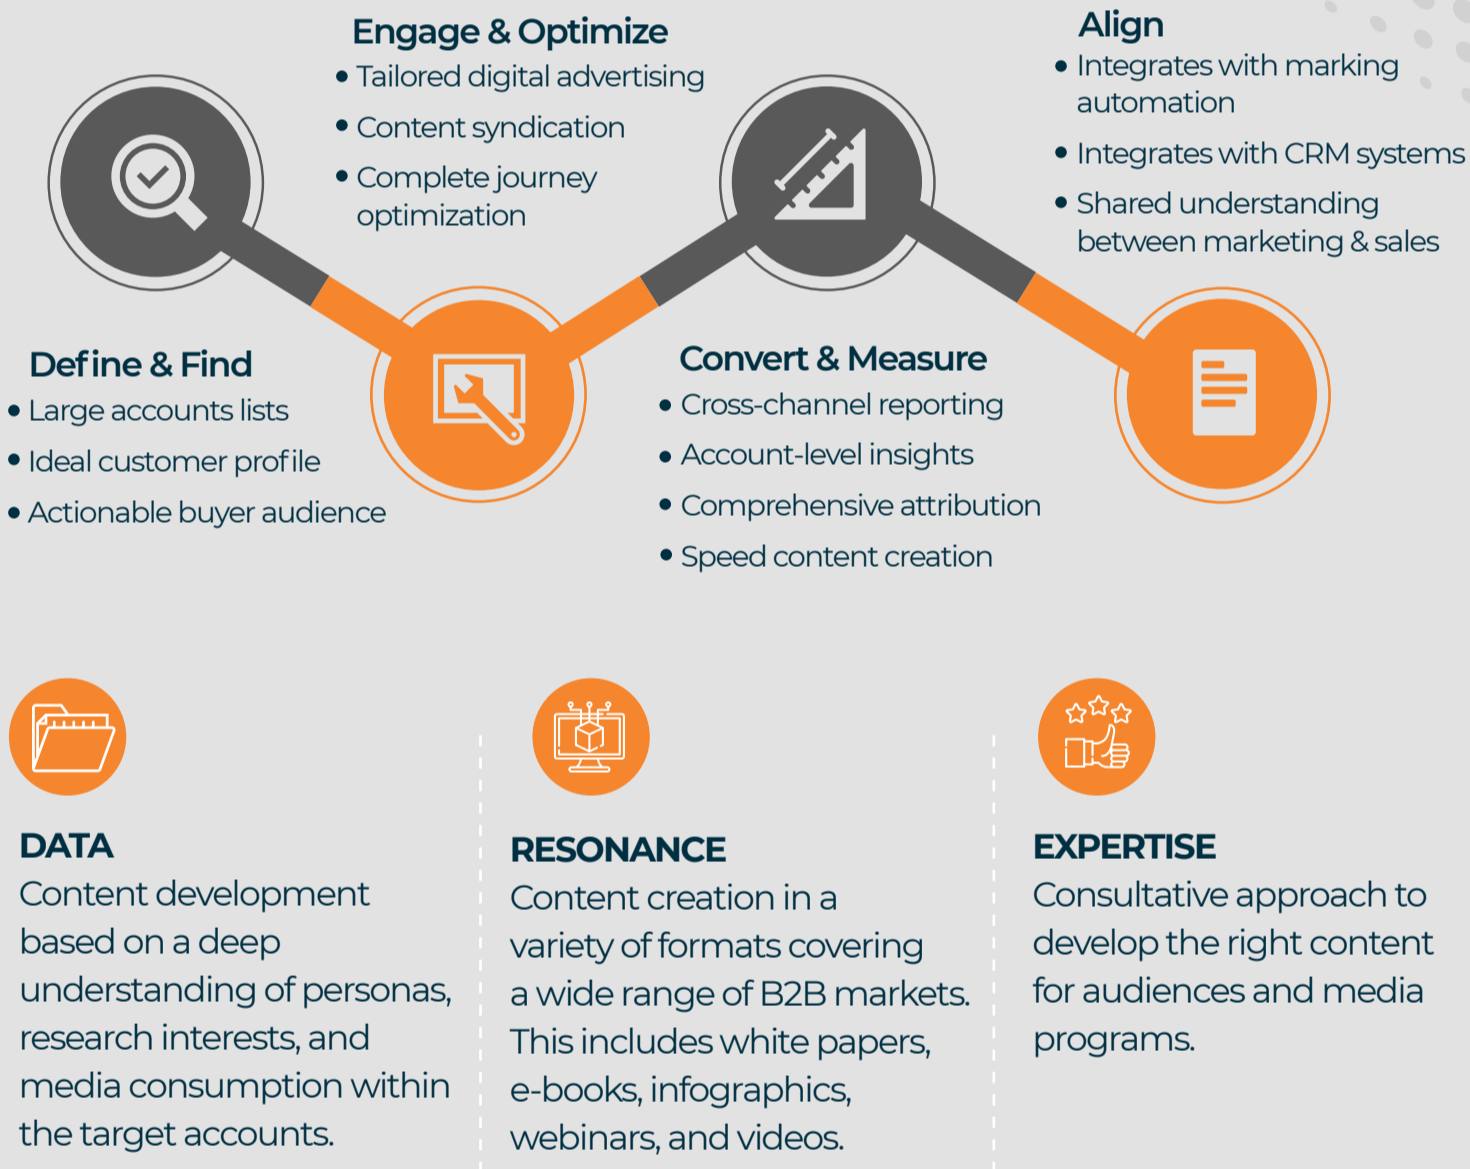 Engage & Optimize
• Tailored digital advertising
• Content syndication
• Complete journey
optimization
Align
• Integrates with marking
automation
• Integrates with CRM systems
• Shared understanding
between marketing & sales
Define & Find
• Large accounts lists
• Ideal customer profile
• Actionable buyer audience
Convert & Measure
• Cross-channel reporting
• Account-level insights
• Comprehensive attribution
• Speed content creation
DATA
Content development
based on a deep
understanding of personas,
research interests, and
media consumption within
the target accounts.
RESONANCE
Content creation in a
variety of formats covering
a wide range of B2B markets.
This includes white papers,
e-books, infographics,
webinars, and videos.
EXPERTISE
Consultative approach to
develop the right content
for audiences and media
programs.